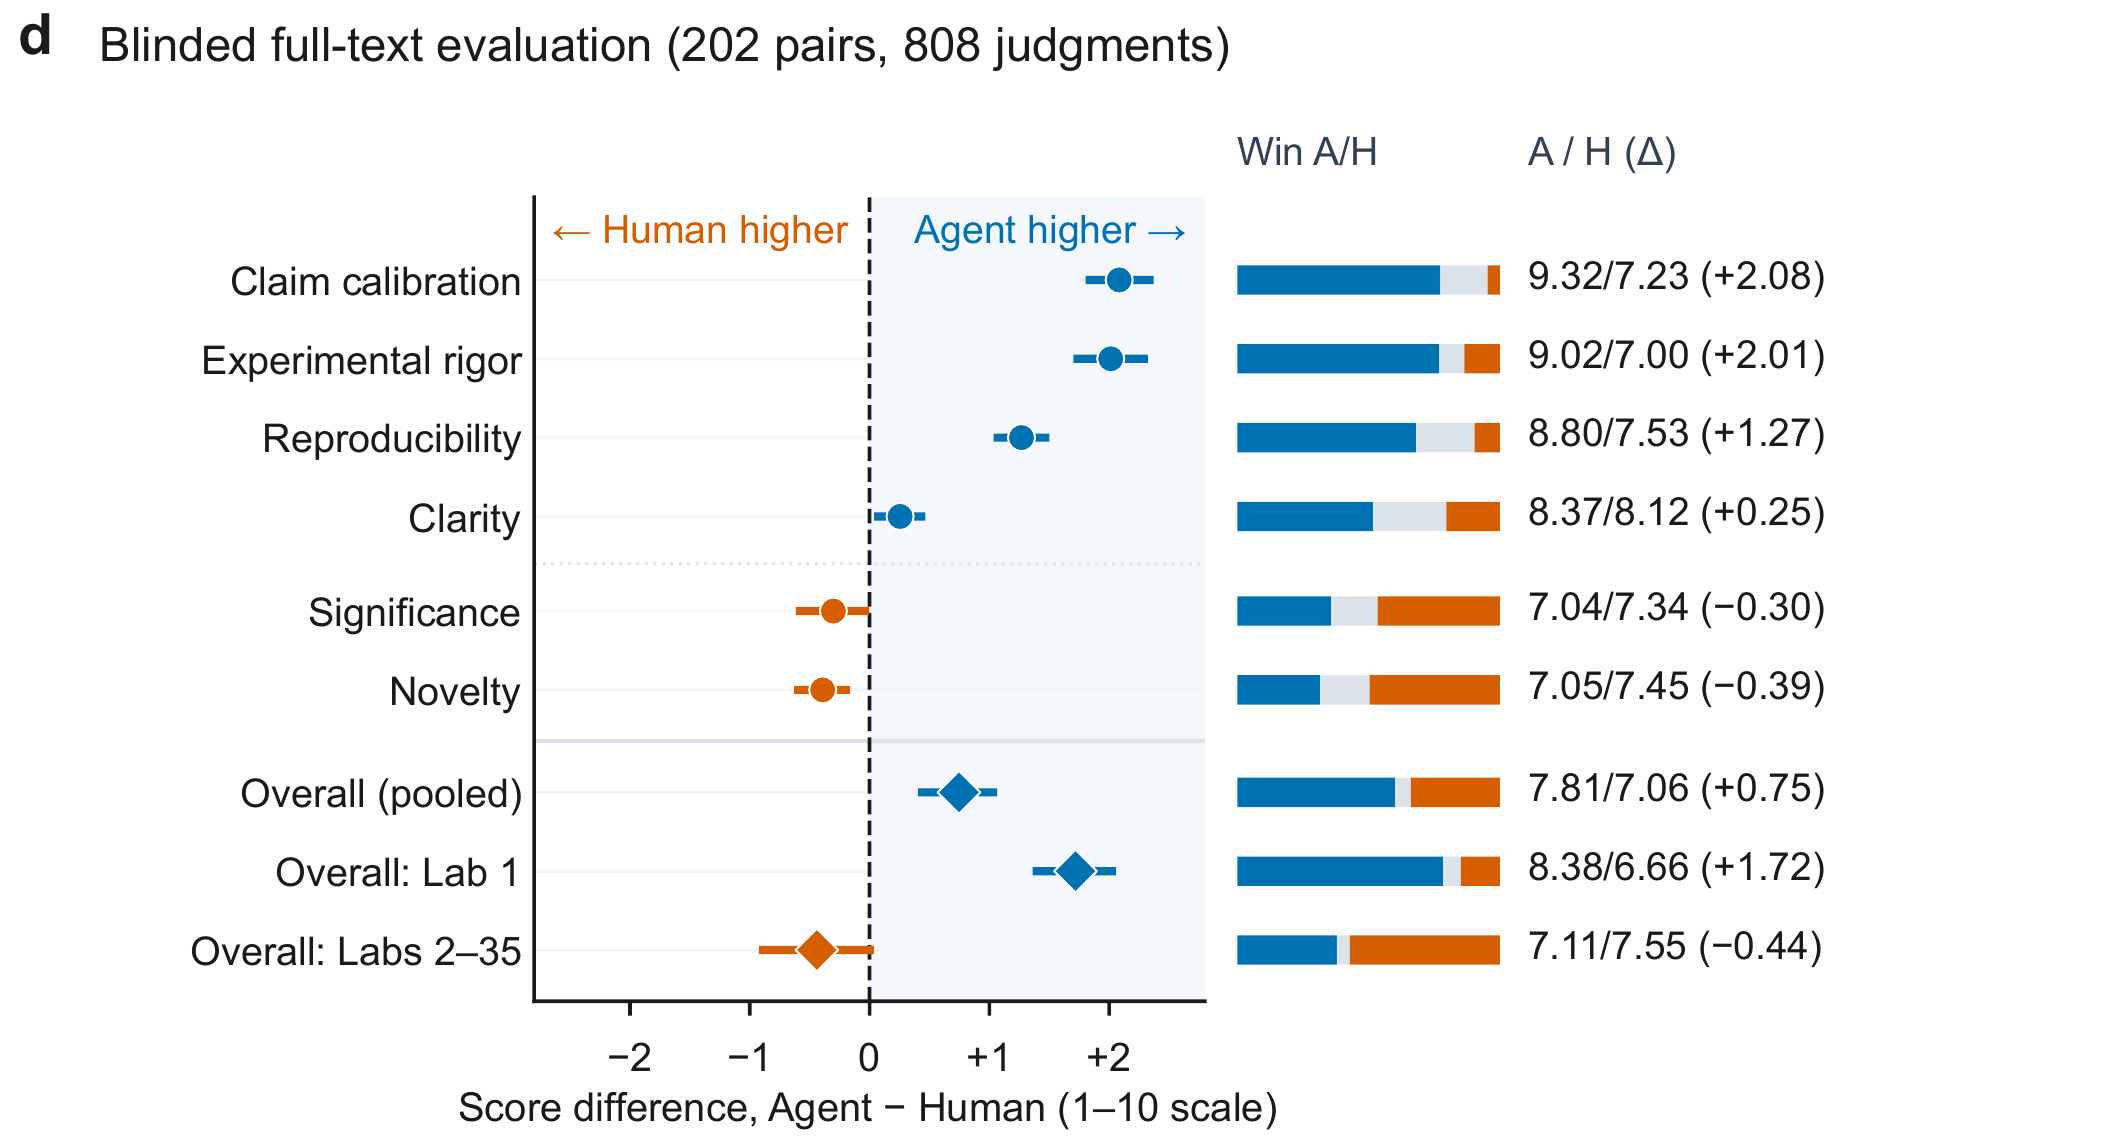 d Blinded full-text evaluation (202 pairs, 808 judgments)
Win A/H A / H (Δ)
← Human higher Agent higher →
Claim calibration 9.32/7.23 (+2.08)
Experimental rigor 9.02/7.00 (+2.01)
Reproducibility 8.80/7.53 (+1.27)
Clarity 8.37/8.12 (+0.25)
Significance 7.04/7.34 (−0.30)
Novelty 7.05/7.45 (−0.39)
Overall (pooled) 7.81/7.06 (+0.75)
Overall: Lab 1 8.38/6.66 (+1.72)
Overall: Labs 2–35 7.11/7.55 (−0.44)
−2 −1 0 +1 +2
Score difference, Agent − Human (1–10 scale)